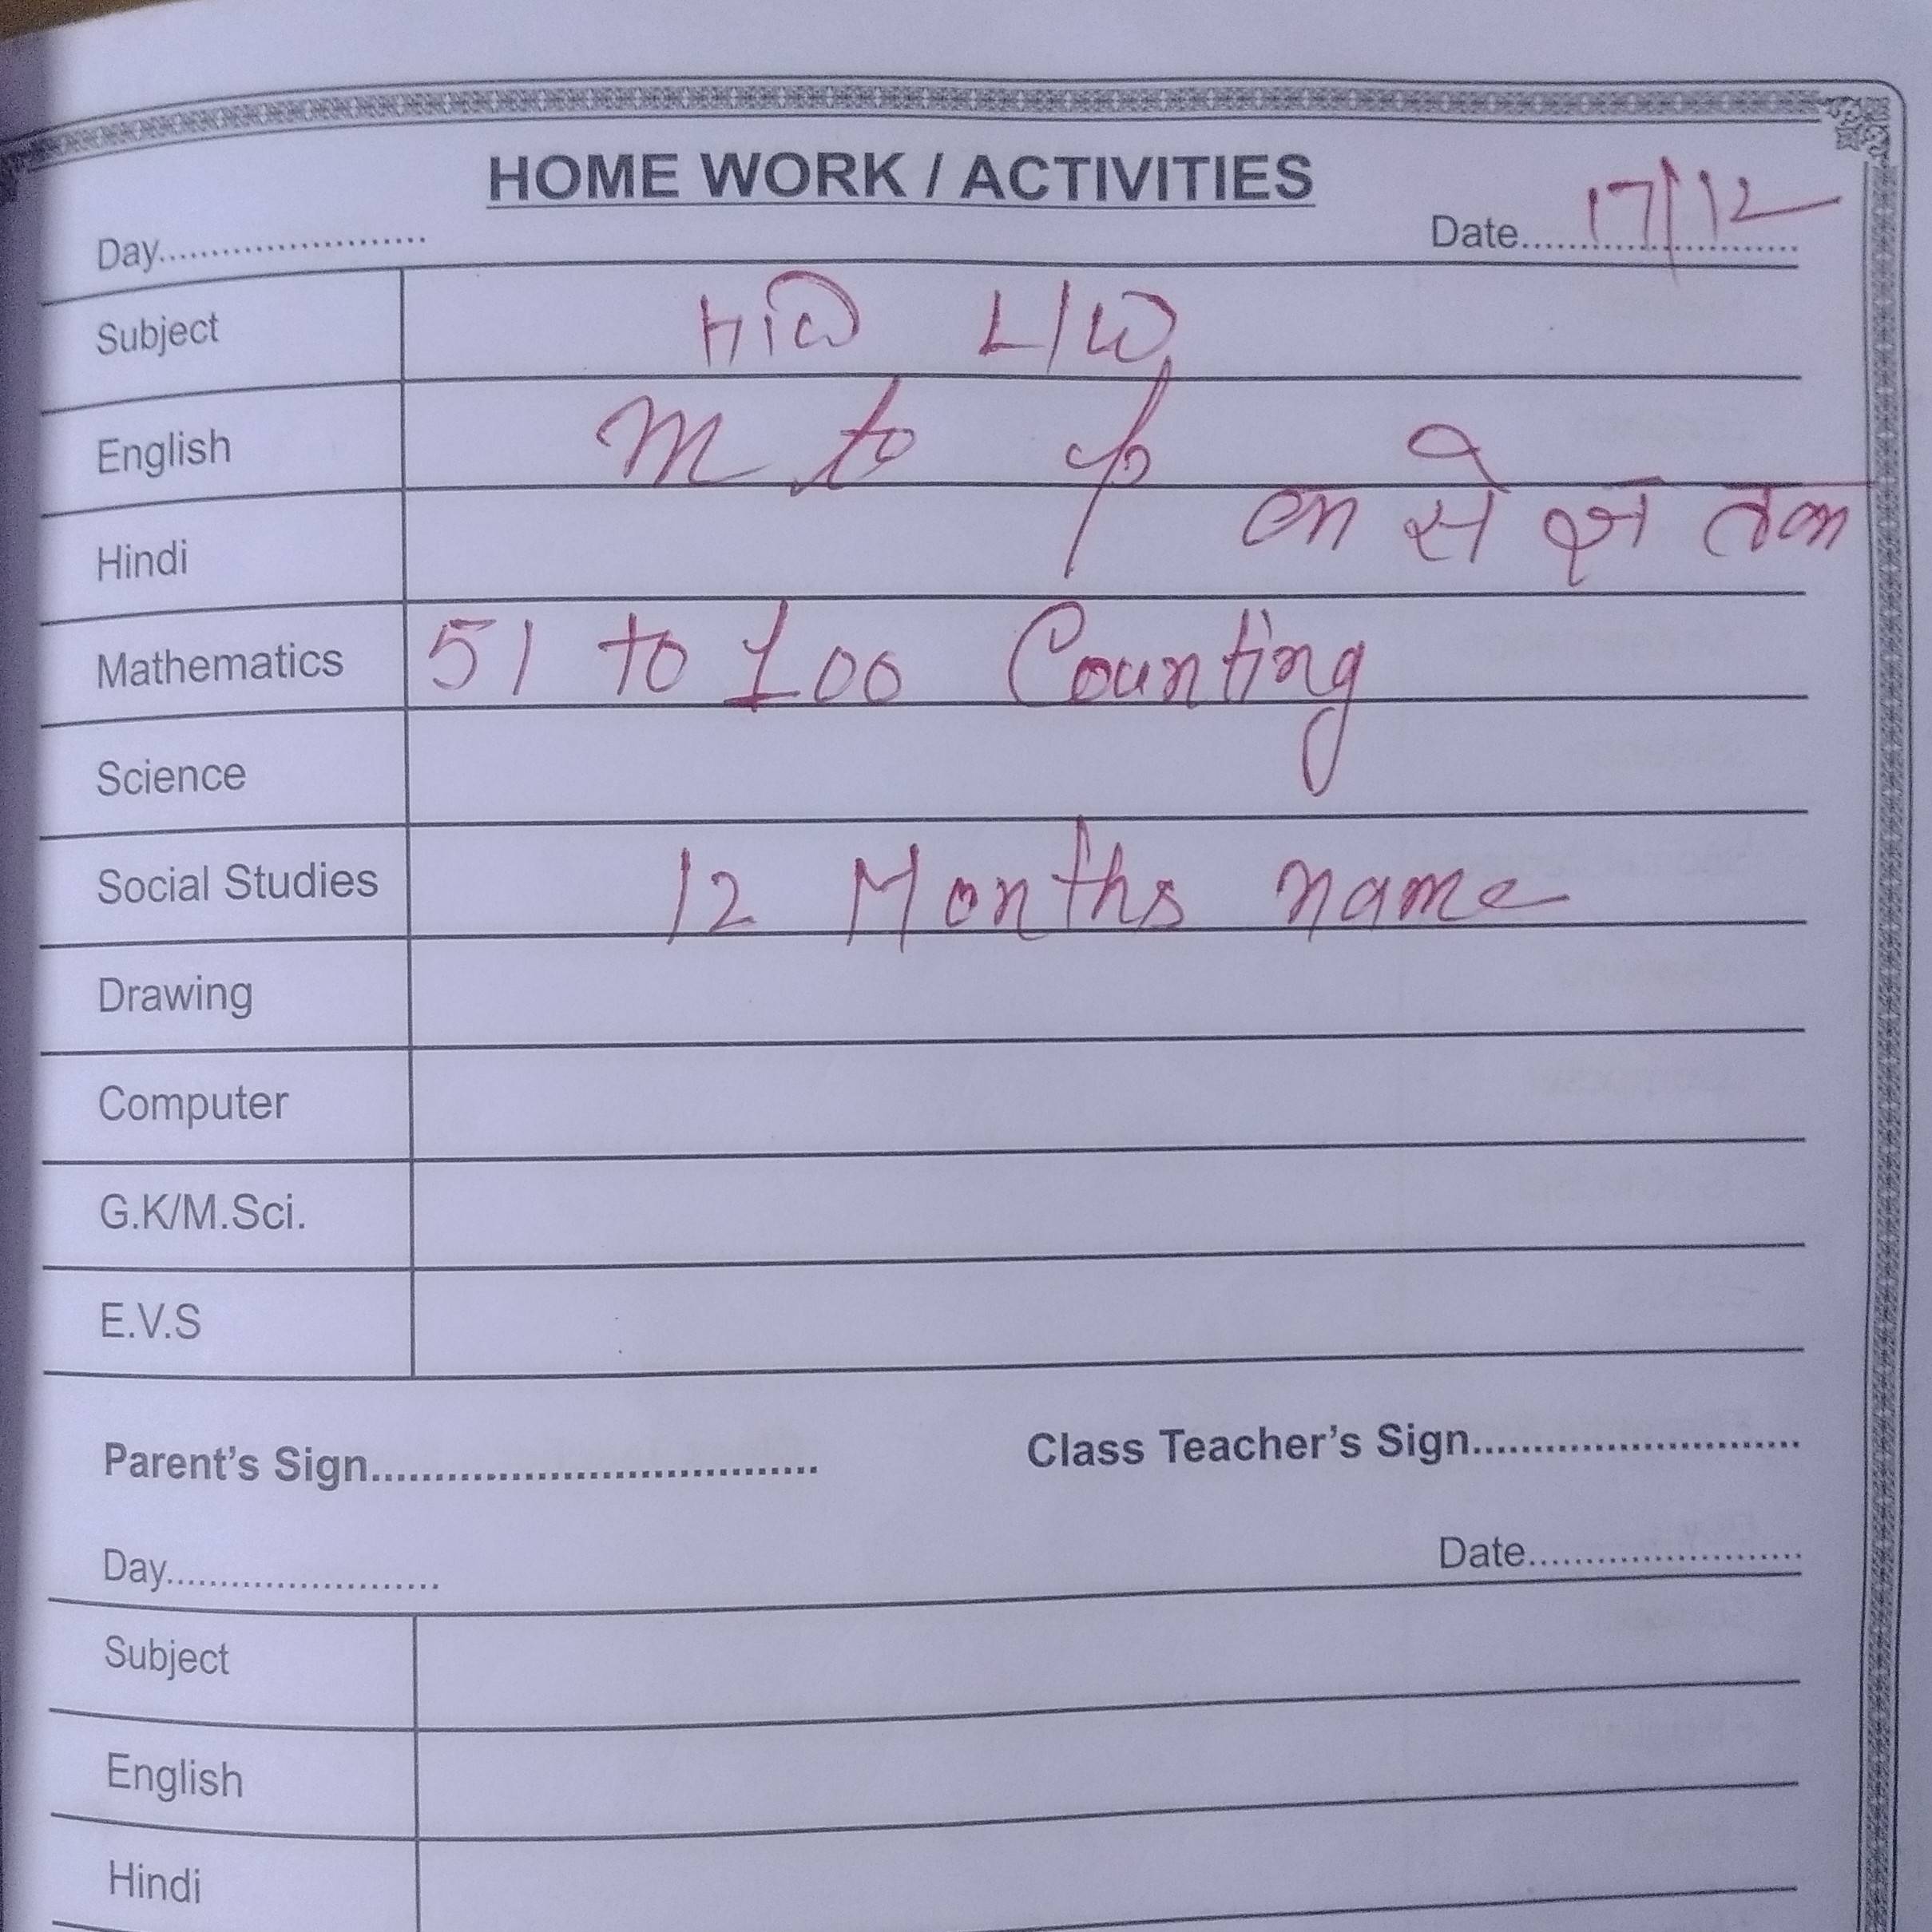 HOME WORK / ACTIVITIES
Day........................ Date.......................... 17/12
Subject H/W L/W
English m to p
Hindi क से ज्ञ तक
Mathematics 51 to 100 Counting
Science
Social Studies 12 Months name
Drawing
Computer
G.K/M.Sci.
E.V.S
Parent's Sign.................................... Class Teacher's Sign..........................
Day........................ Date..........................
Subject
English
Hindi